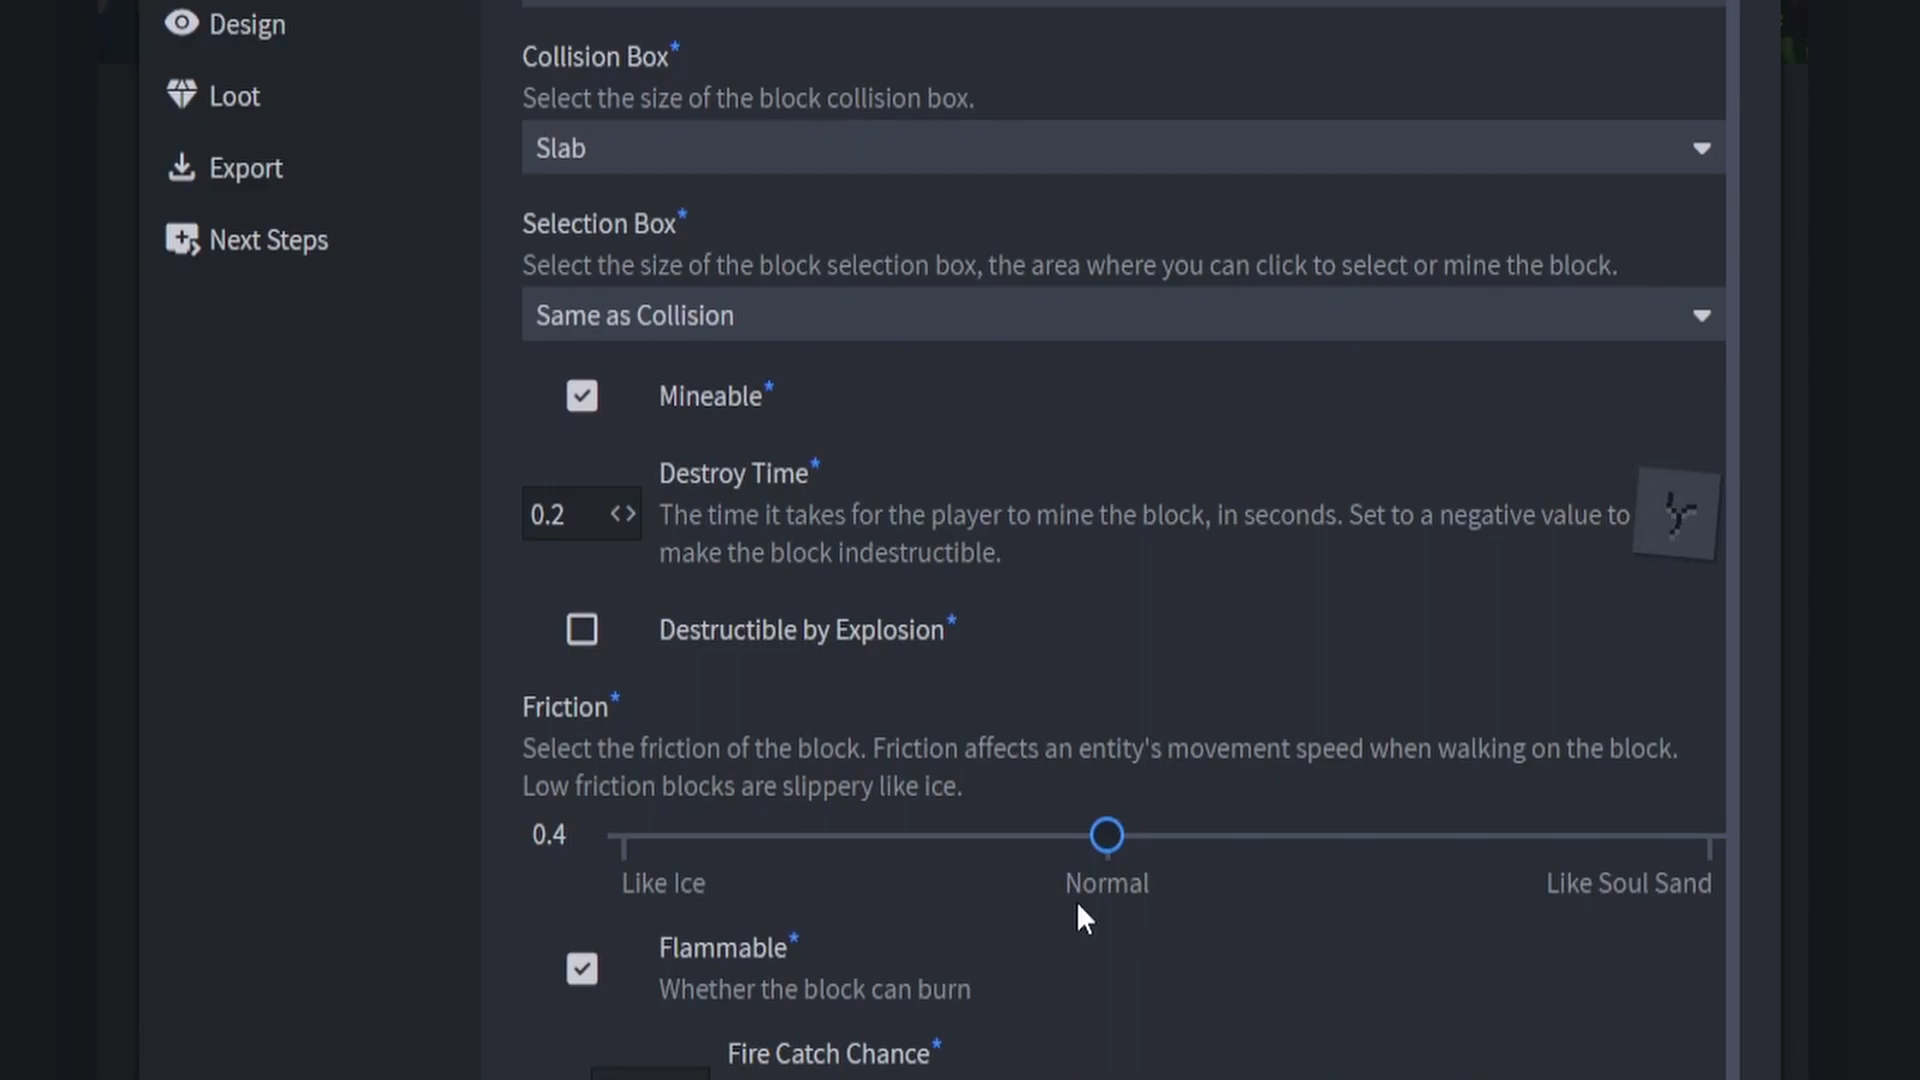 Design
Loot
Export
Next Steps
Collision Box*
Select the size of the block collision box.
Slab
Selection Box*
Select the size of the block selection box, the area where you can click to select or mine the block.
Same as Collision
Mineable*
Destroy Time*
0.2
The time it takes for the player to mine the block, in seconds. Set to a negative value to
make the block indestructible.
Destructible by Explosion*
Friction*
Select the friction of the block. Friction affects an entity's movement speed when walking on the block.
Low friction blocks are slippery like ice.
0.4
Like Ice
Normal
Like Soul Sand
Flammable*
Whether the block can burn
Fire Catch Chance*